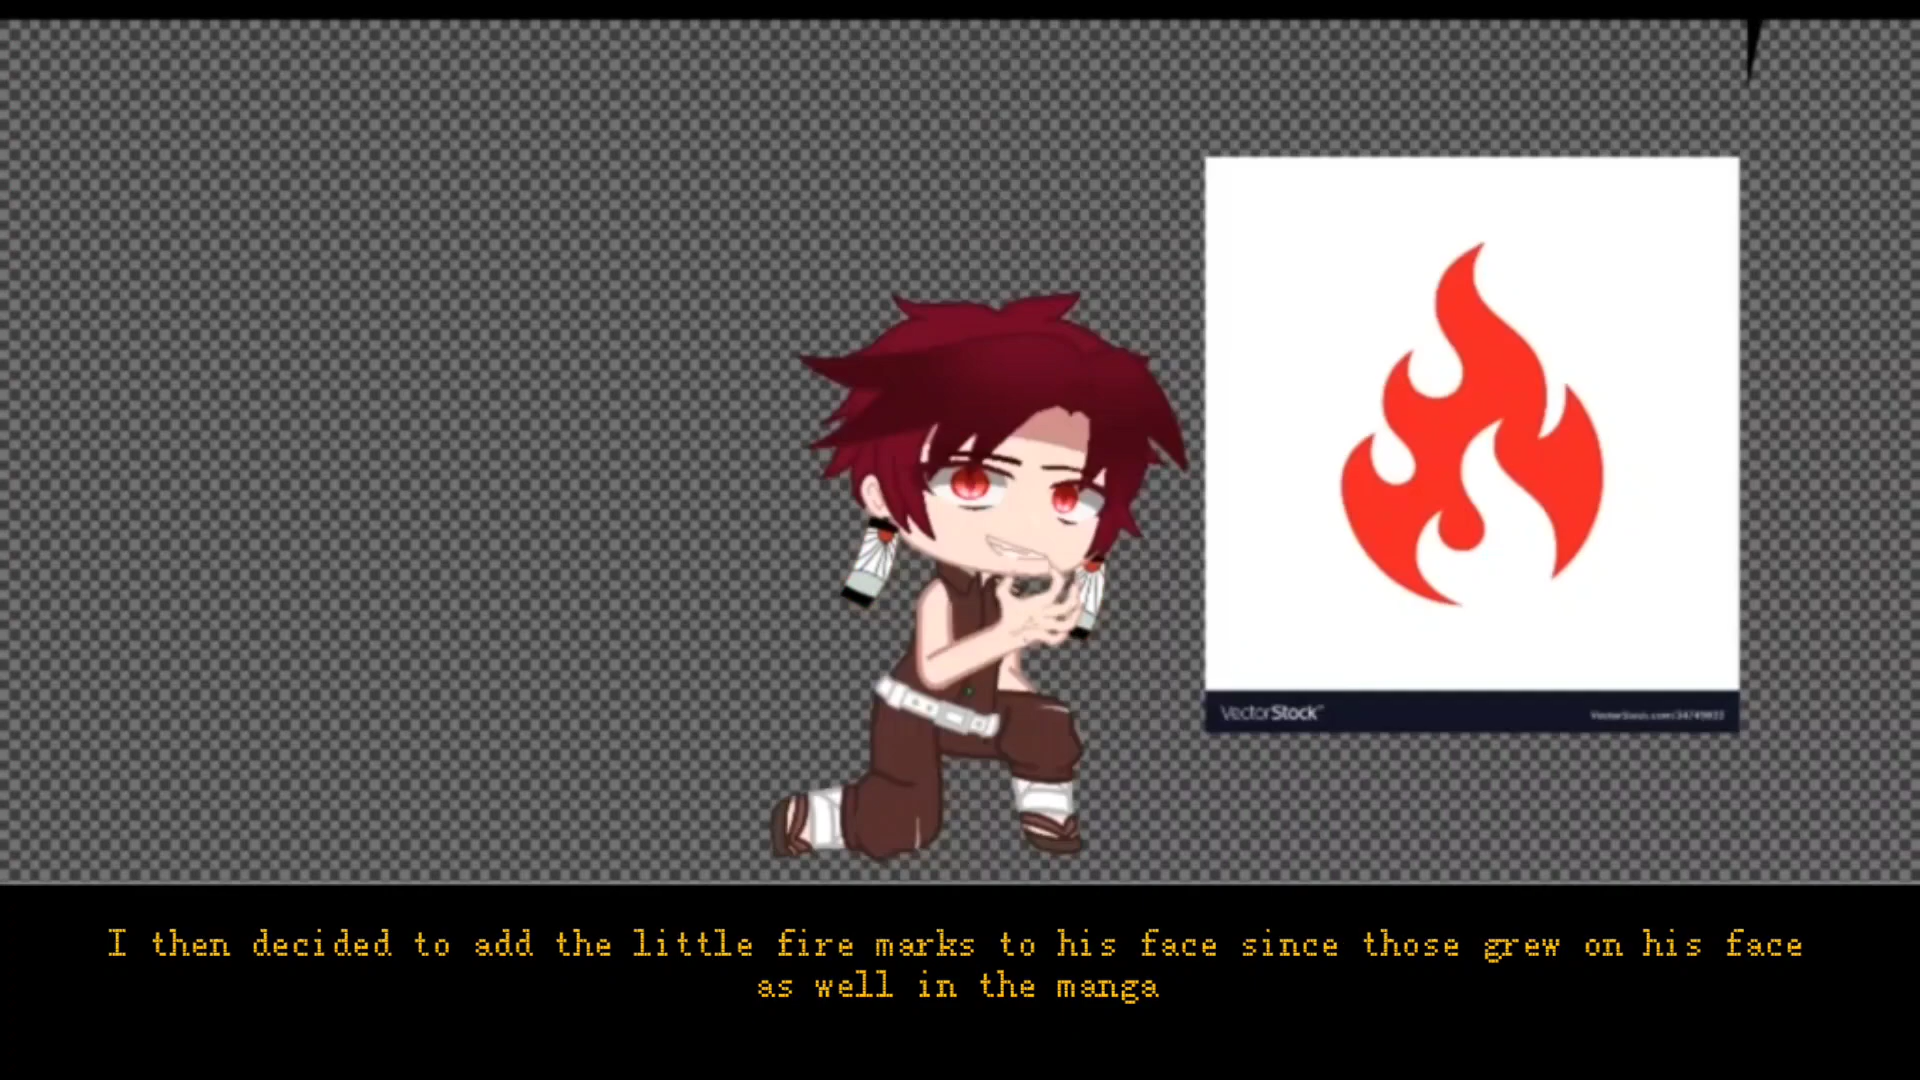 VectorStock
I then decided to add the little fire marks to his face since those grew on his face
as well in the manga